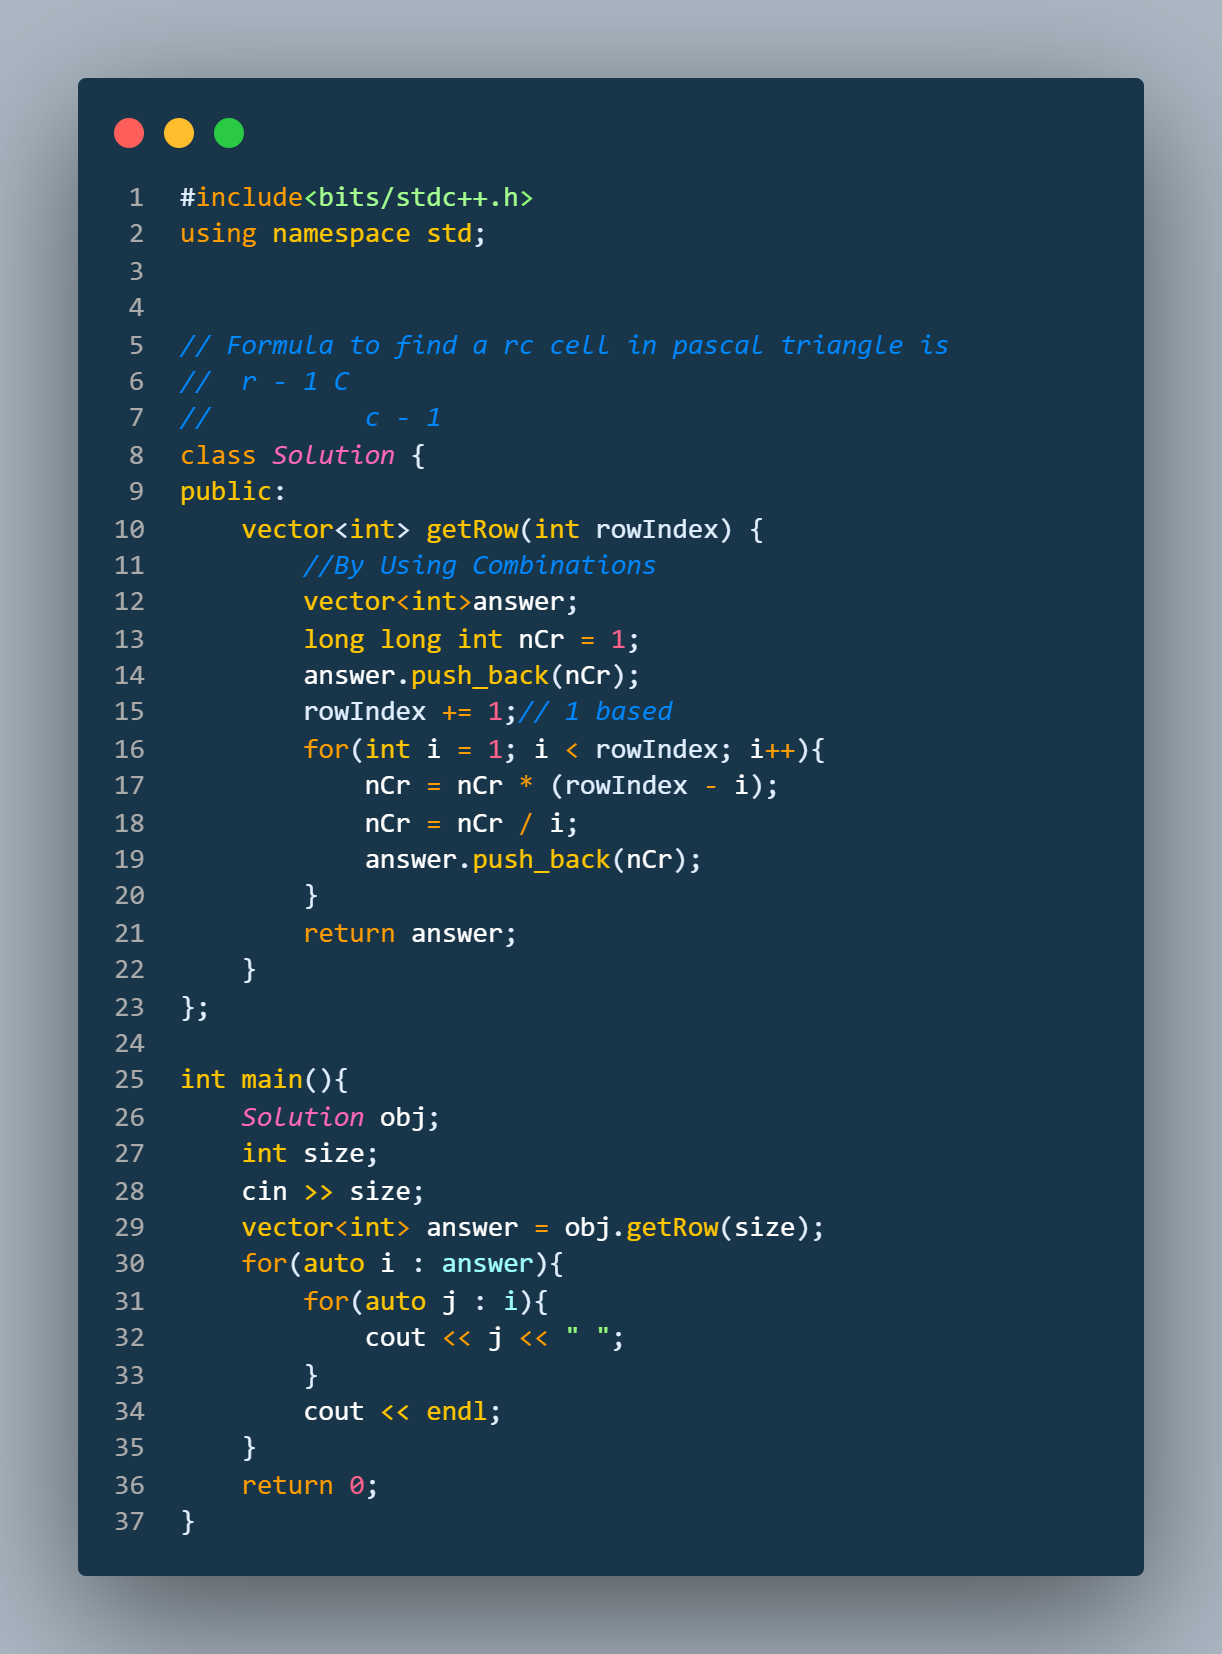 1 #include<bits/stdc++.h>
2 using namespace std;
3
4
5 // Formula to find a rc cell in pascal triangle is
6 //  r - 1 C
7 //          c - 1
8 class Solution {
9 public:
10     vector<int> getRow(int rowIndex) {
11         //By Using Combinations
12         vector<int>answer;
13         long long int nCr = 1;
14         answer.push_back(nCr);
15         rowIndex += 1;// 1 based
16         for(int i = 1; i < rowIndex; i++){
17             nCr = nCr * (rowIndex - i);
18             nCr = nCr / i;
19             answer.push_back(nCr);
20         }
21         return answer;
22     }
23 };
24
25 int main(){
26     Solution obj;
27     int size;
28     cin >> size;
29     vector<int> answer = obj.getRow(size);
30     for(auto i : answer){
31         for(auto j : i){
32             cout << j << " ";
33         }
34         cout << endl;
35     }
36     return 0;
37 }